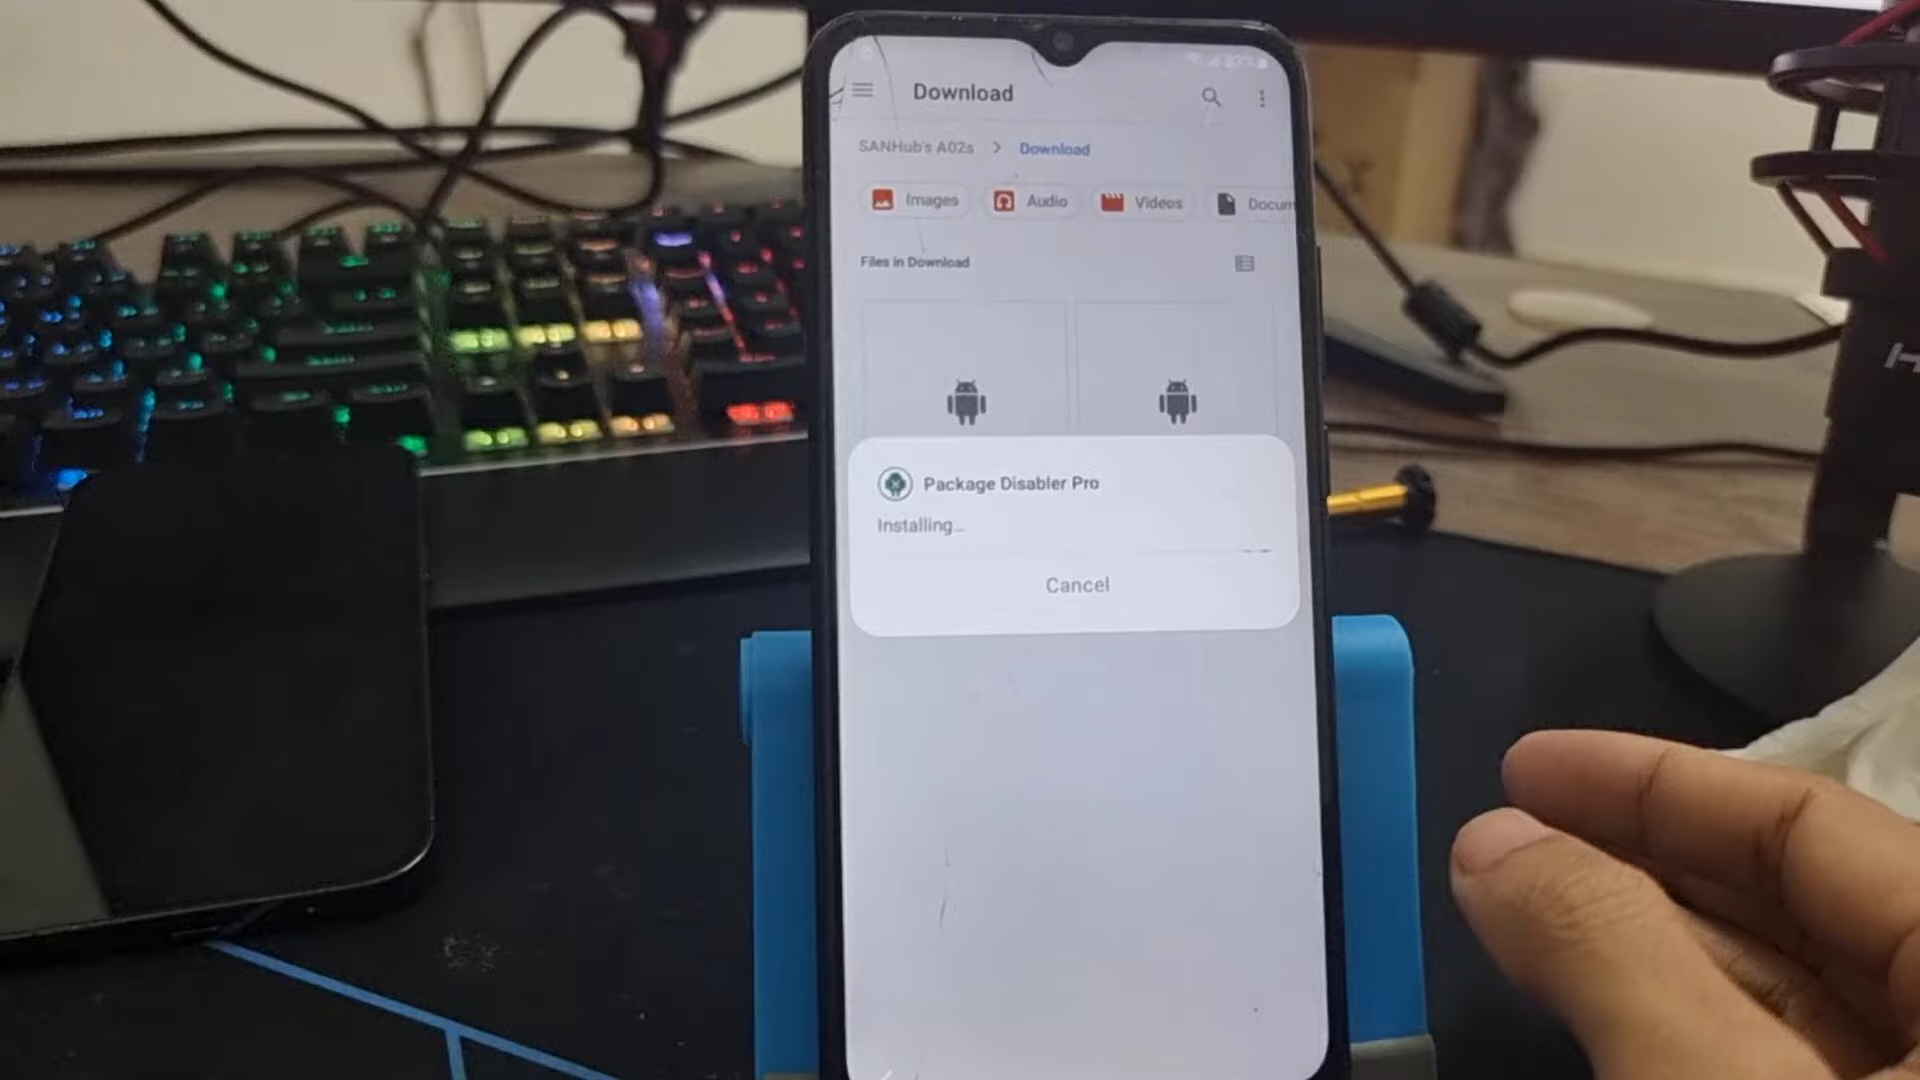 Download
SANHub's A02s > Download
Images Audio Videos Docum
Files in Download
Package Disabler Pro
Installing...
Cancel
H